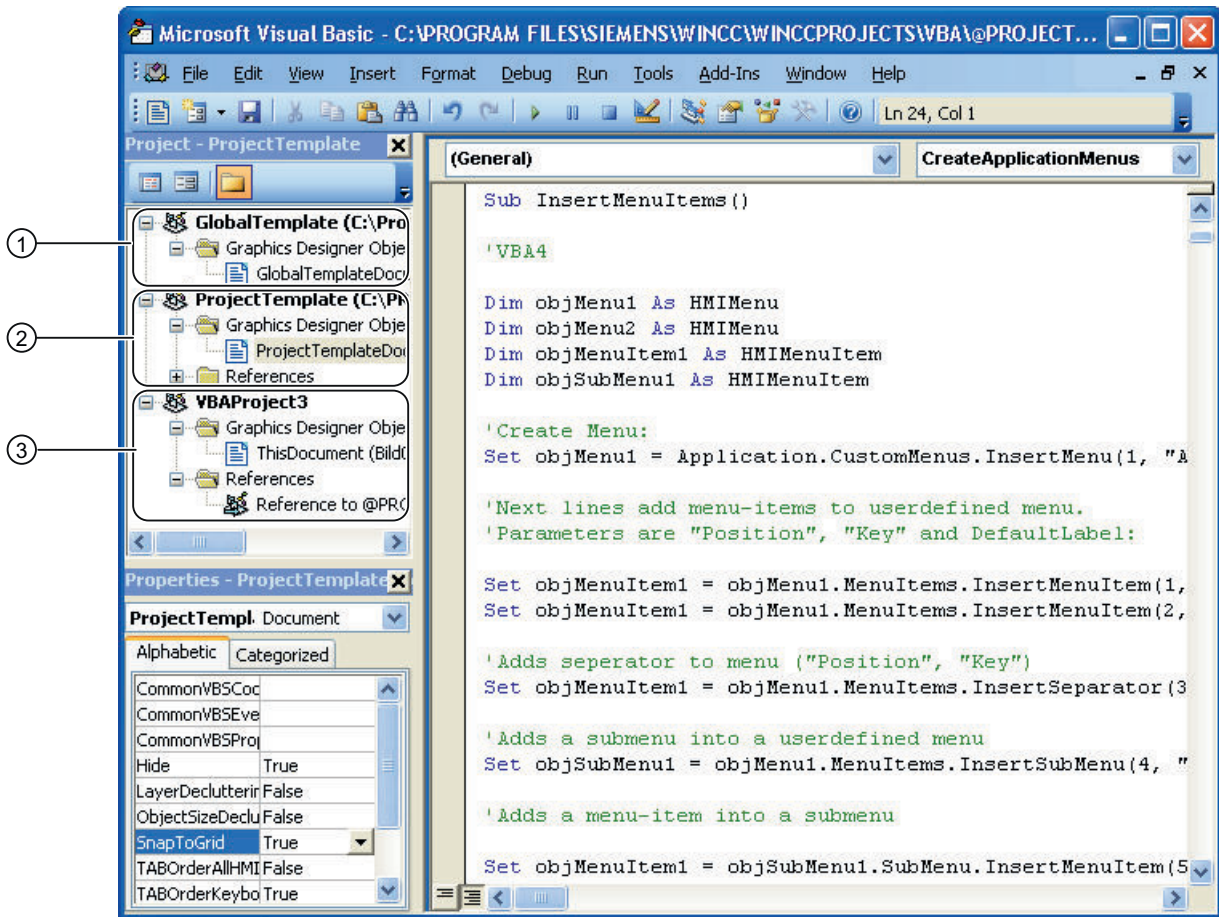 Microsoft Visual Basic - C:\PROGRAM FILES\SIEMENS\WINCC\WINCCPROJECTS\VBA\@PROJECT...
File Edit View Insert Format Debug Run Tools Add-Ins Window Help
Ln 24, Col 1
Project - ProjectTemplate
1
GlobalTemplate (C:\Pro
Graphics Designer Obje
GlobalTemplateDocu
2
ProjectTemplate (C:\Pr
Graphics Designer Obje
ProjectTemplateDo
References
3
VBAProject3
Graphics Designer Obje
ThisDocument (Bild
References
Reference to @PRO
Properties - ProjectTemplate
ProjectTempl. Document
Alphabetic Categorized
CommonVBSCoc
CommonVBSEve
CommonVBSProp
Hide True
LayerDeclutterin False
ObjectSizeDeclu False
SnapToGrid True
TABOrderAllHMI False
TABOrderKeybo True
(General) CreateApplicationMenus
Sub InsertMenuItems()
'VBA4
Dim objMenu1 As HMIMenu
Dim objMenu2 As HMIMenu
Dim objMenuItem1 As HMIMenuItem
Dim objSubMenu1 As HMIMenuItem
'Create Menu:
Set objMenu1 = Application.CustomMenus.InsertMenu(1, "A
'Next lines add menu-items to userdefined menu.
'Parameters are "Position", "Key" and DefaultLabel:
Set objMenuItem1 = objMenu1.MenuItems.InsertMenuItem(1,
Set objMenuItem1 = objMenu1.MenuItems.InsertMenuItem(2,
'Adds seperator to menu ("Position", "Key")
Set objMenuItem1 = objMenu1.MenuItems.InsertSeparator(3
'Adds a submenu into a userdefined menu
Set objSubMenu1 = objMenu1.MenuItems.InsertSubMenu(4, "
'Adds a menu-item into a submenu
Set objMenuItem1 = objSubMenu1.SubMenu.InsertMenuItem(5